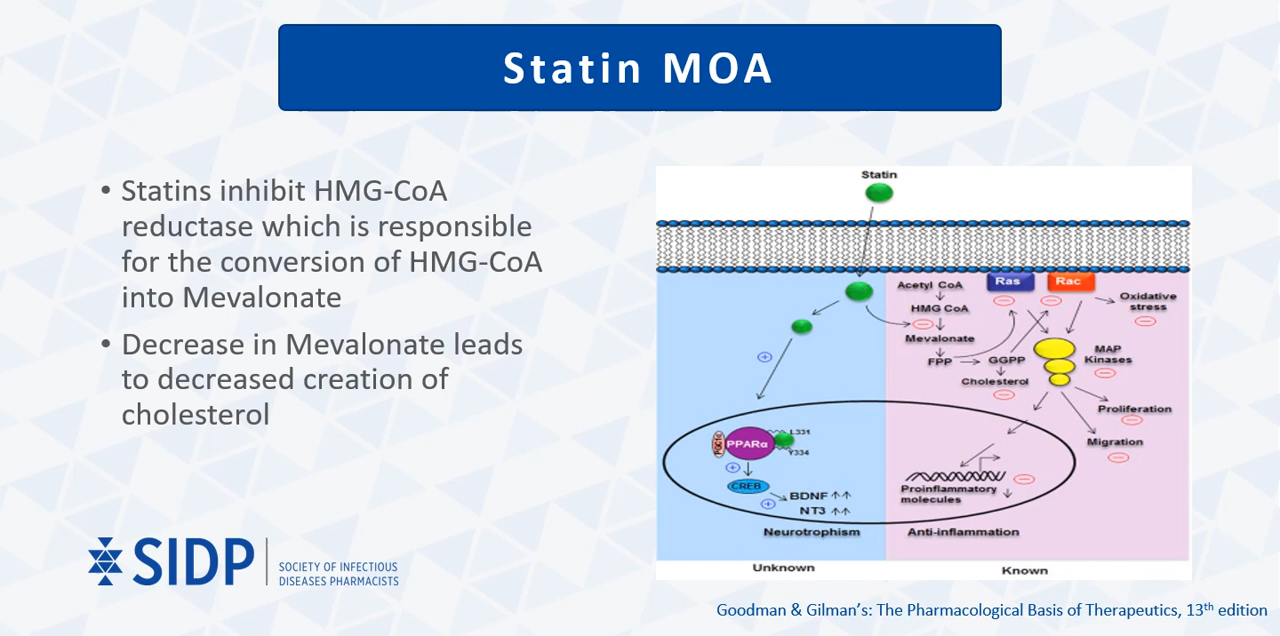 Statin MOA
• Statins inhibit HMG-CoA
reductase which is responsible
for the conversion of HMG-CoA
into Mevalonate
• Decrease in Mevalonate leads
to decreased creation of
cholesterol
SIDP
SOCIETY OF INFECTIOUS
DISEASES PHARMACISTS
Statin
Acetyl CoA
Ras
Rac
HMG CoA
Oxidative
stress
Mevalonate
FPP
GGPP
MAP
Kinases
Cholesterol
Proliferation
Migration
L331
PPARα
Y334
CREB
BDNF ↑↑
NT3 ↑↑
Proinflammatory
molecules ↓
Neurotrophism
Anti-inflammation
Unknown
Known
Goodman & Gilman's: The Pharmacological Basis of Therapeutics, 13th edition